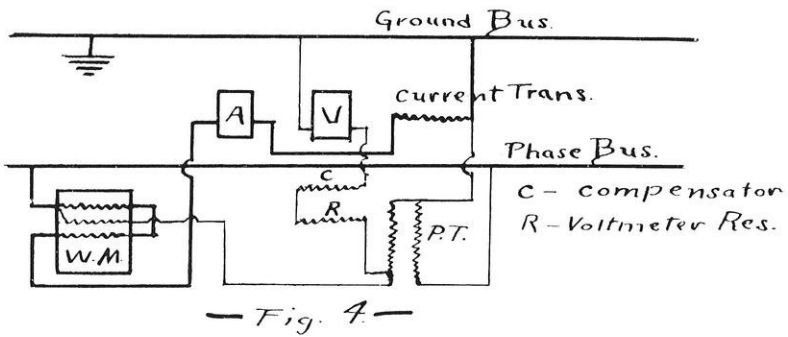 Ground Bus.
A
V
Current Trans.
Phase Bus.
C
C - compensator
R
R - Voltmeter Res.
P.T.
W.M.
— Fig. 4. —